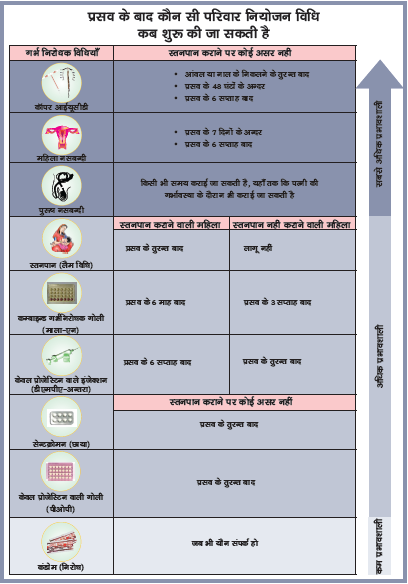 प्रसव के बाद कौन सी परिवार नियोजन विधि
कब शुरू की जा सकती है
गर्भ निरोधक विधियाँ
स्तनपान कराने पर कोई असर नही
कॉपर आईयूसीडी
• आंवल या नाल के निकलने के तुरन्त बाद
• प्रसव के 48 घंटों के अन्दर
• प्रसव के 6 सप्ताह बाद
महिला नसबन्दी
• प्रसव के 7 दिनों के अन्दर
• प्रसव के 6 सप्ताह बाद
पुरुष नसबन्दी
किसी भी समय कराई जा सकती है, यहाँ तक कि पत्नी की
गर्भावस्था के दौरान भी कराई जा सकती है
स्तनपान कराने वाली महिला
स्तनपान नही कराने वाली महिला
स्तनपान (लैम विधि)
प्रसव के तुरन्त बाद
लागू नही
कम्बाइन्ड गर्भनिरोधक गोली
(माला-एन)
प्रसव के 6 माह बाद
प्रसव के 3 सप्ताह बाद
केवल प्रोजेस्टिन वाले इंजेक्शन
(डीएमपीए-अन्तरा)
प्रसव के 6 सप्ताह बाद
प्रसव के तुरन्त बाद
स्तनपान कराने पर कोई असर नहीं
सेन्टक्रोमन (छाया)
प्रसव के तुरन्त बाद
केवल प्रोजेस्टिन वाली गोली
(पीओपी)
प्रसव के तुरन्त बाद
कंडोम (निरोध)
जब भी यौन संपर्क हो
सबसे अधिक प्रभावशाली
अधिक प्रभावशाली
कम प्रभावशाली